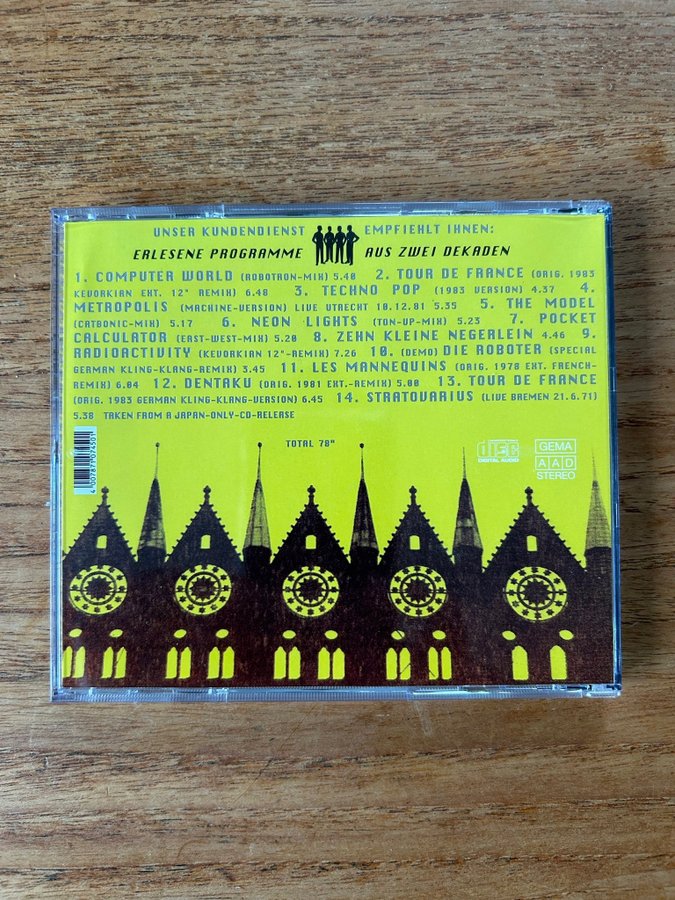 UNSER KUNDENDIENST EMPFIEHLT IHNEN:
ERLESENE PROGRAMME AUS ZWEI DEKADEN
1. COMPUTER WORLD (ROBOTRON-MIX) 5.40 2. TOUR DE FRANCE (ORIG. 1983
KEVORKIAN EXT. 12" REMIX) 6.48 3. TECHNO POP (1983 VERSION) 4.37 4.
METROPOLIS (MACHINE-VERSION) LIVE UTRECHT 18.12.81 5.35 5. THE MODEL
(CATBONIC-MIX) 5.17 6. NEON LIGHTS (TON-UP-MIX) 5.23 7. POCKET
CALCULATOR (EAST-WEST-MIX) 5.20 8. ZEHN KLEINE NEGERLEIN 4.46 9.
RADIOACTIVITY (KEVORKIAN 12"-REMIX) 7.26 10. (DEMO) DIE ROBOTER (SPECIAL
GERMAN KLING-KLANG-REMIX) 3.45 11. LES MANNEQUINS (ORIG. 1978 EXT. FRENCH-
REMIX) 6.04 12. DENTAKU (ORIG. 1981 EXT.-REMIX) 5.00 13. TOUR DE FRANCE
(ORIG. 1983 GERMAN KLING-KLANG-VERSION) 6.45 14. STRATOVARIUS (LIVE BREMEN 21.6.71)
5.38 TAKEN FROM A JAPAN-ONLY-CD-RELEASE
TOTAL 78"
4 007877 074501
COMPACT
disc
DIGITAL AUDIO
GEMA
AAD
STEREO